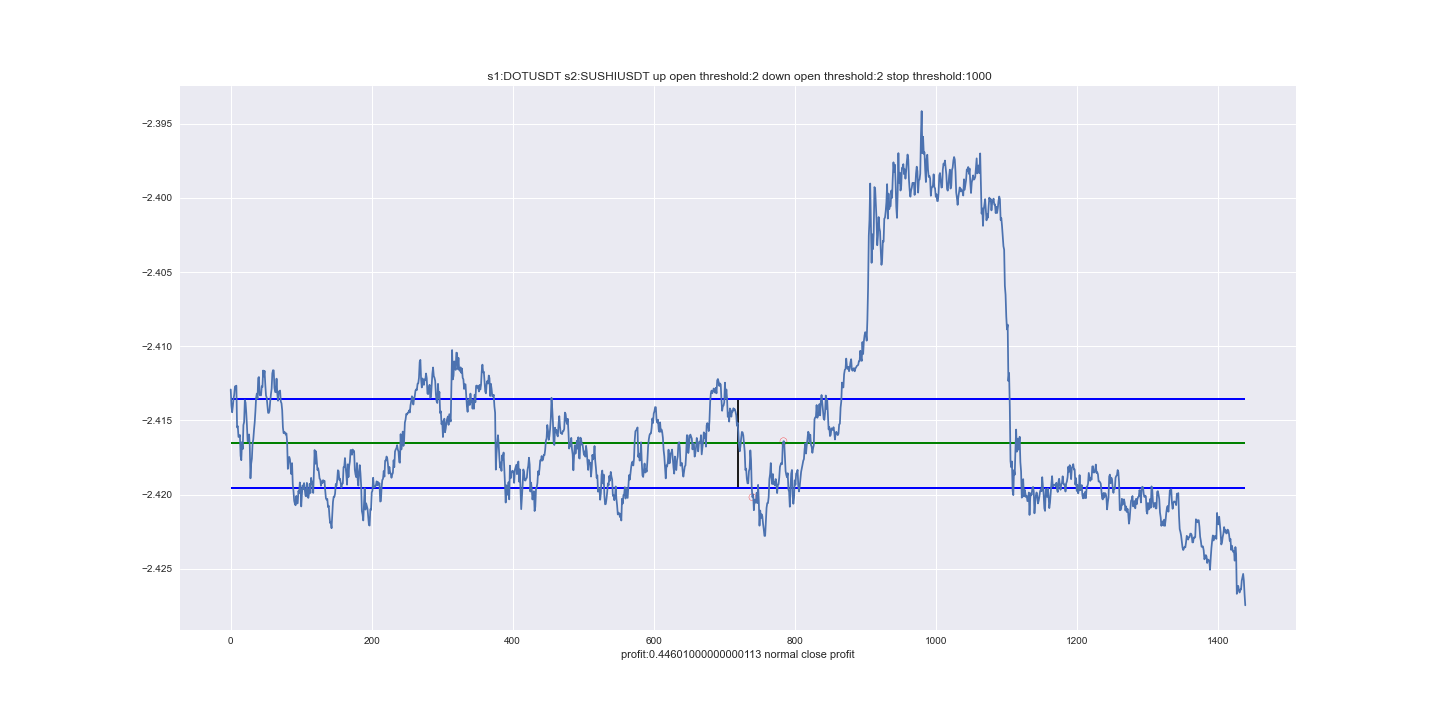 s1:DOTUSDT s2:SUSHIUSDT up open threshold:2 down open threshold:2 stop threshold:1000
−2.395
−2.400
−2.405
−2.410
−2.415
−2.420
−2.425
0 200 400 600 800 1000 1200 1400
profit:0.44601000000000113 normal close profit